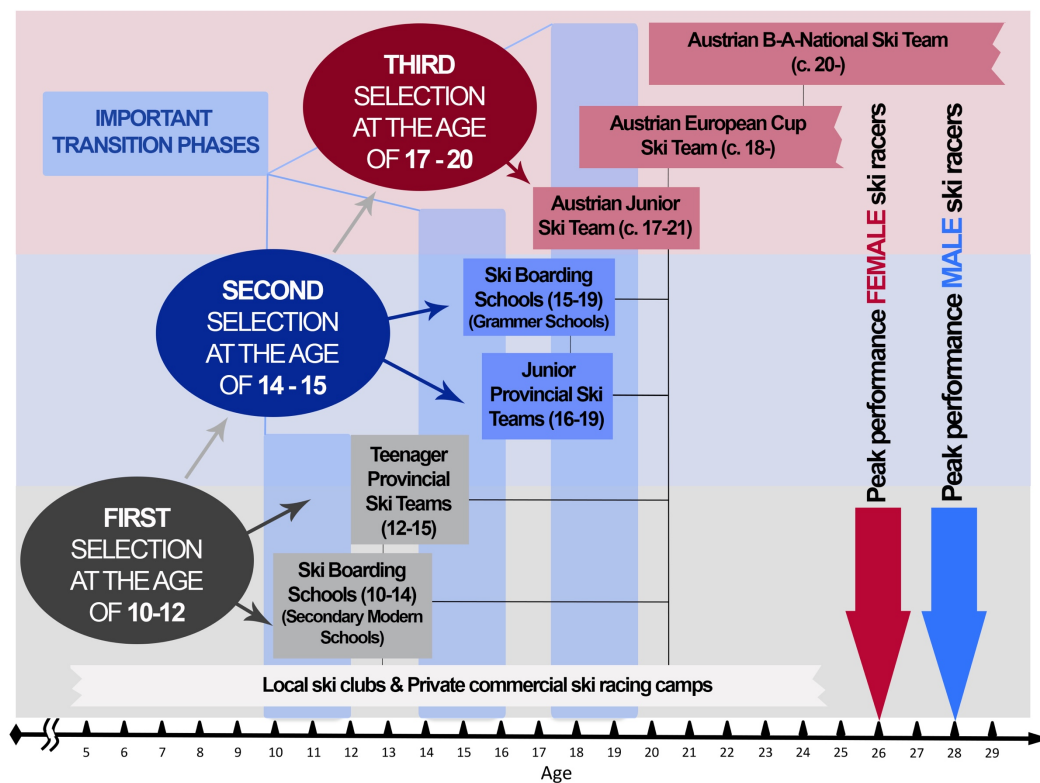 IMPORTANT
TRANSITION PHASES
THIRD
SELECTION
AT THE AGE
OF 17 - 20
Austrian B-A-National Ski Team
(c. 20-)
Austrian European Cup
Ski Team (c. 18-)
Austrian Junior
Ski Team (c. 17-21)
SECOND
SELECTION
AT THE AGE
OF 14 - 15
Ski Boarding
Schools (15-19)
(Grammer Schools)
Junior
Provincial Ski
Teams (16-19)
FIRST
SELECTION
AT THE AGE
OF 10-12
Teenager
Provincial
Ski Teams
(12-15)
Ski Boarding
Schools (10-14)
(Secondary Modern
Schools)
Peak performance FEMALE ski racers
Peak performance MALE ski racers
Local ski clubs & Private commercial ski racing camps
5 6 7 8 9 10 11 12 13 14 15 16 17 18 19 20 21 22 23 24 25 26 27 28 29
Age